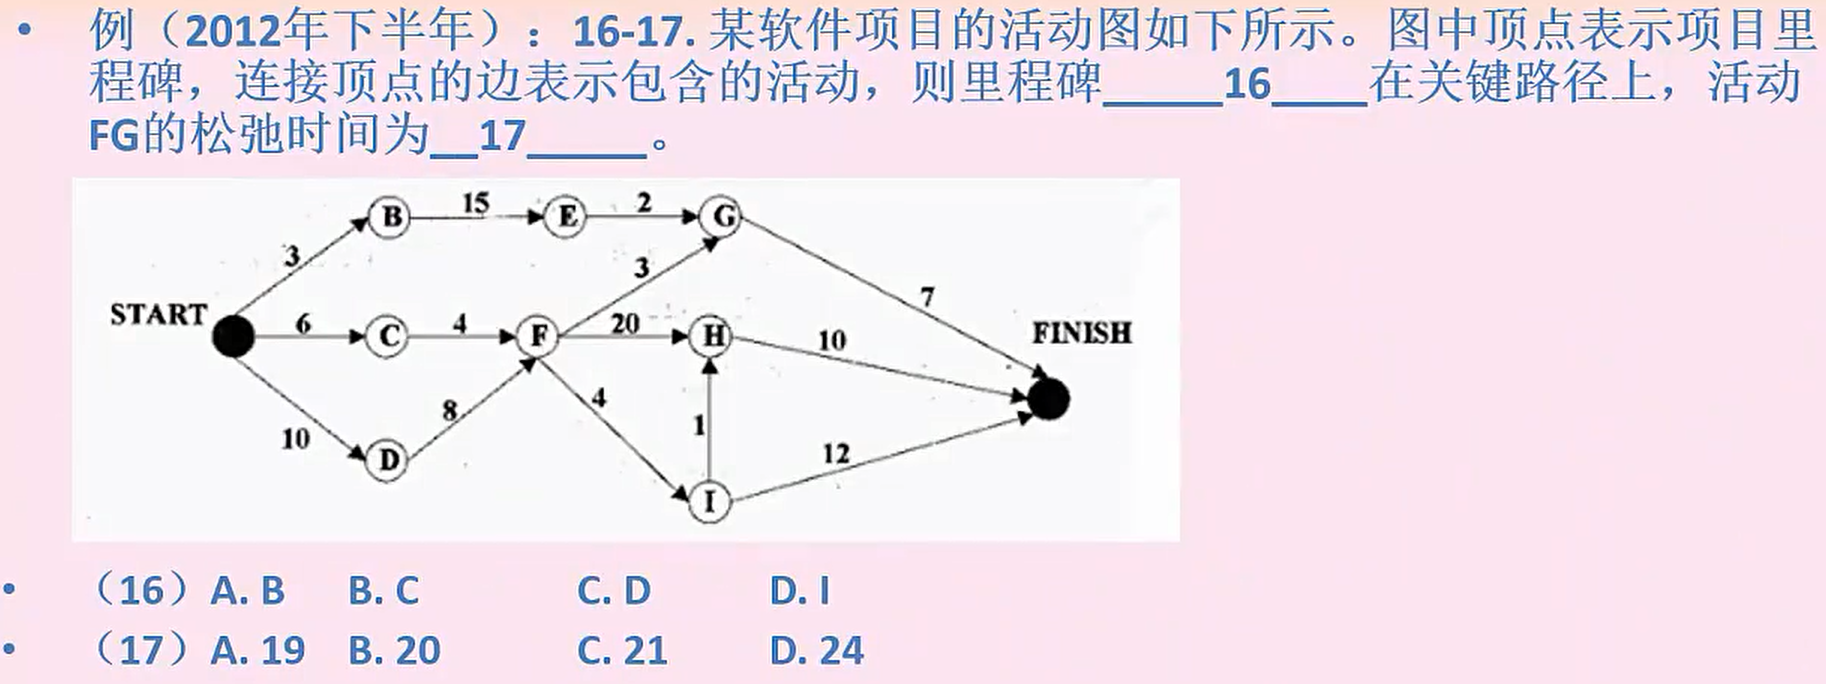 • 例（2012年下半年）：16-17. 某软件项目的活动图如下所示。图中顶点表示项目里
程碑，连接顶点的边表示包含的活动，则里程碑_____16____在关键路径上，活动
FG的松弛时间为__17_____。
B 15 E 2 G
3
3
7
START 6 C 4 F 20 H 10 FINISH
8 4
1
10
12
D
I
• （16）A. B B. C C. D D. I
• （17）A. 19 B. 20 C. 21 D. 24